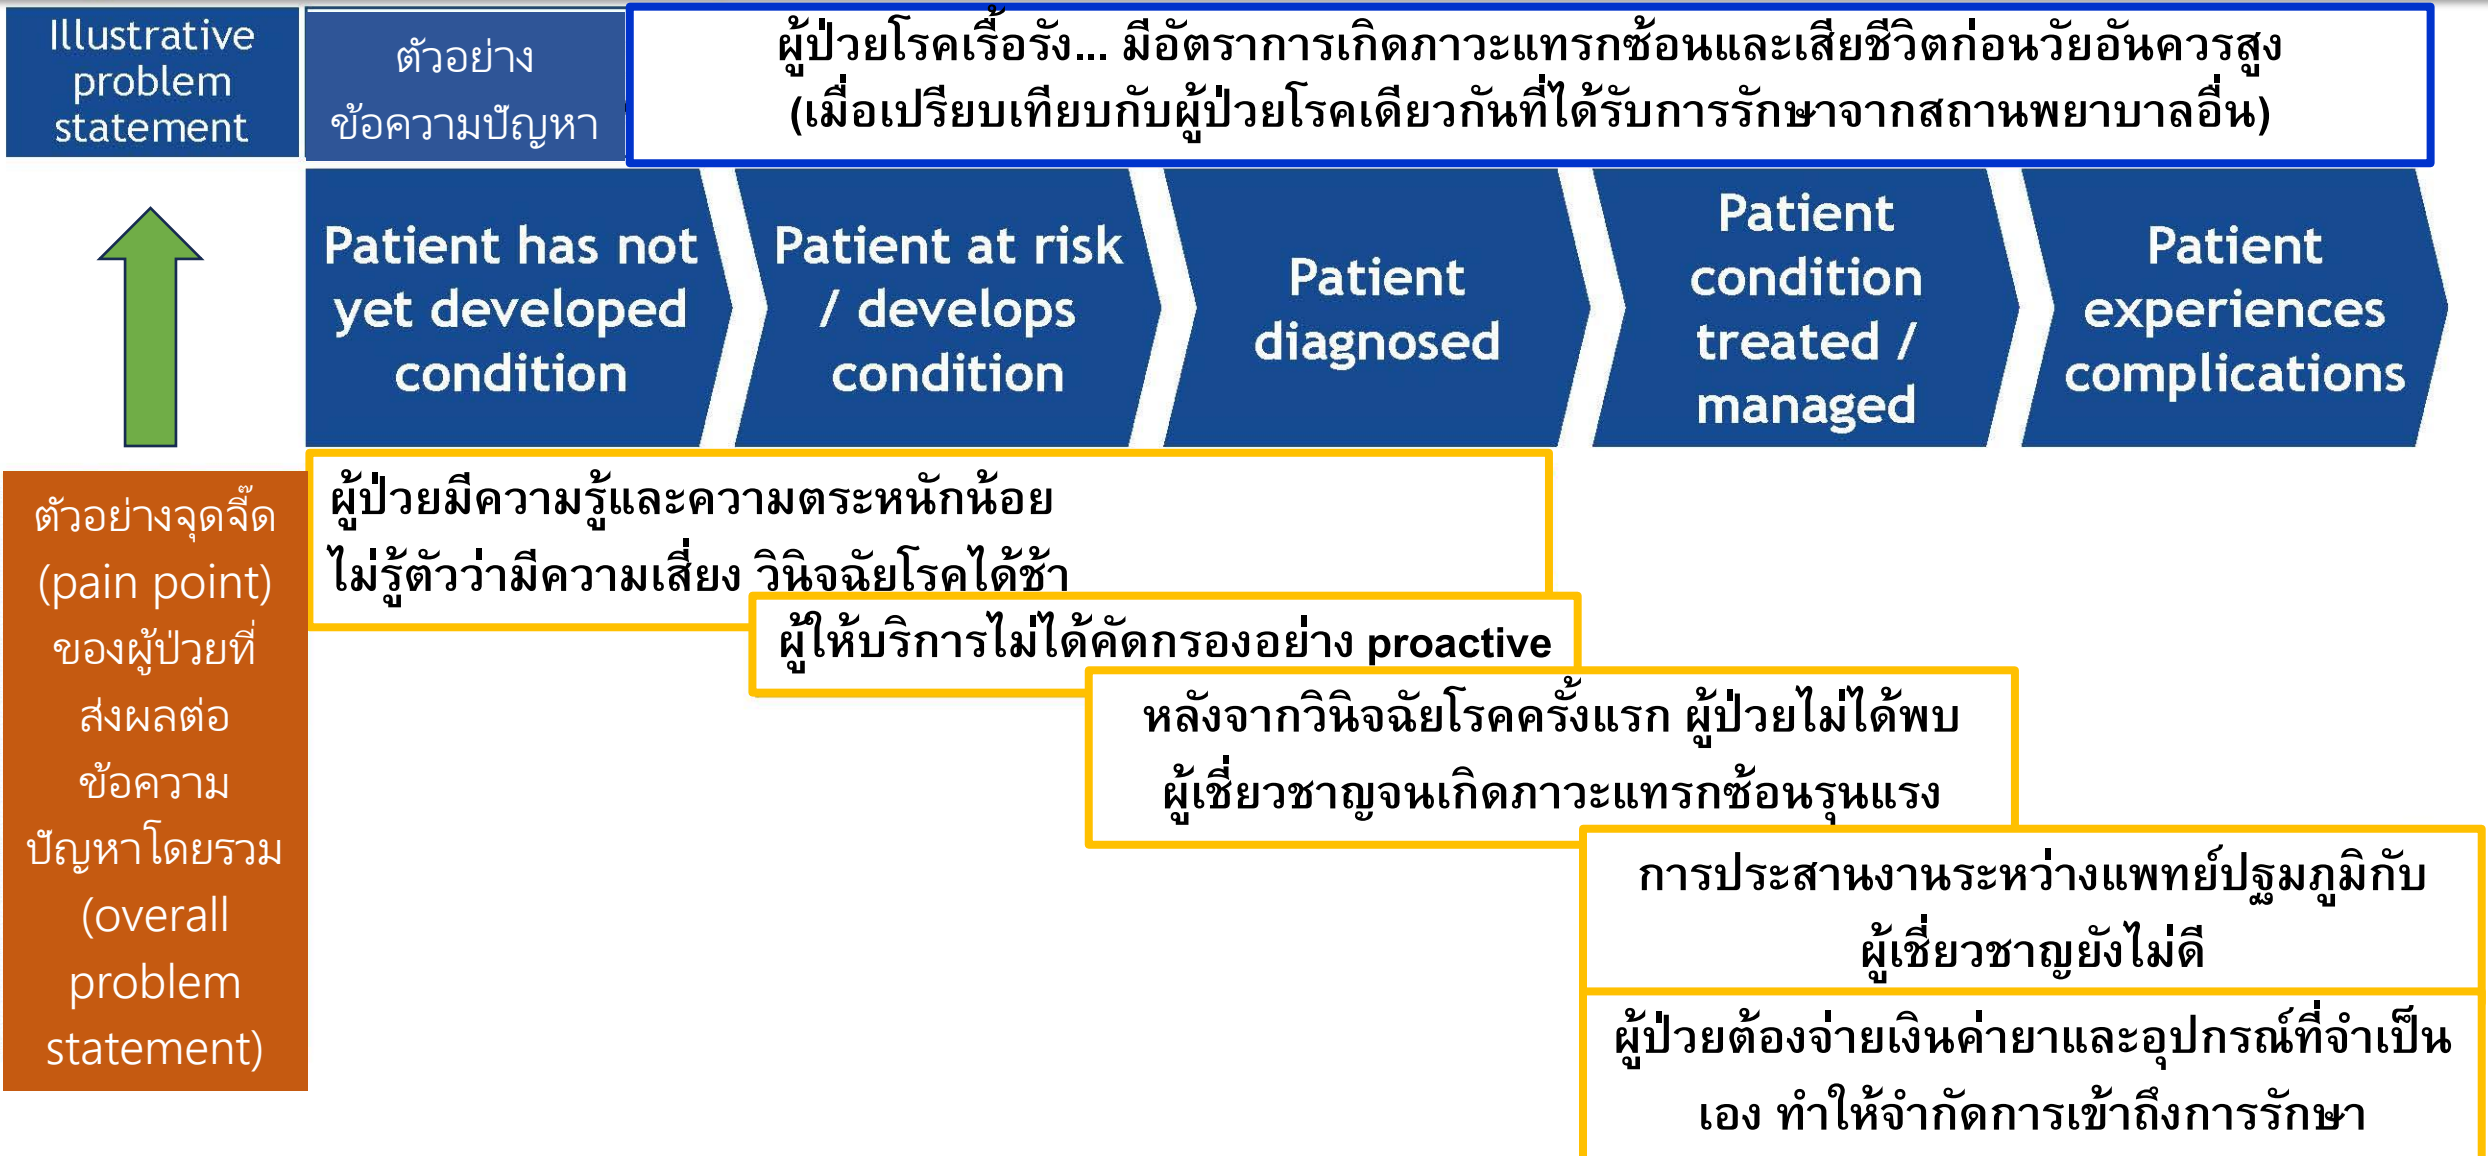 Illustrative
problem
statement
ตัวอย่าง
ข้อความปัญหา
ผู้ป่วยโรคเรื้อรัง... มีอัตราการเกิดภาวะแทรกซ้อนและเสียชีวิตก่อนวัยอันควรสูง
(เมื่อเปรียบเทียบกับผู้ป่วยโรคเดียวกันที่ได้รับการรักษาจากสถานพยาบาลอื่น)
Patient has not
yet developed
condition
Patient at risk
/ develops
condition
Patient
diagnosed
Patient
condition
treated /
managed
Patient
experiences
complications
ตัวอย่างจุดจี๊ด
(pain point)
ของผู้ป่วยที่
ส่งผลต่อ
ข้อความ
ปัญหาโดยรวม
(overall
problem
statement)
ผู้ป่วยมีความรู้และความตระหนักน้อย
ไม่รู้ตัวว่ามีความเสี่ยง วินิจฉัยโรคได้ช้า
ผู้ให้บริการไม่ได้คัดกรองอย่าง proactive
หลังจากวินิจฉัยโรคครั้งแรก ผู้ป่วยไม่ได้พบ
ผู้เชี่ยวชาญจนเกิดภาวะแทรกซ้อนรุนแรง
การประสานงานระหว่างแพทย์ปฐมภูมิกับ
ผู้เชี่ยวชาญยังไม่ดี
ผู้ป่วยต้องจ่ายเงินค่ายาและอุปกรณ์ที่จำเป็น
เอง ทำให้จำกัดการเข้าถึงการรักษา